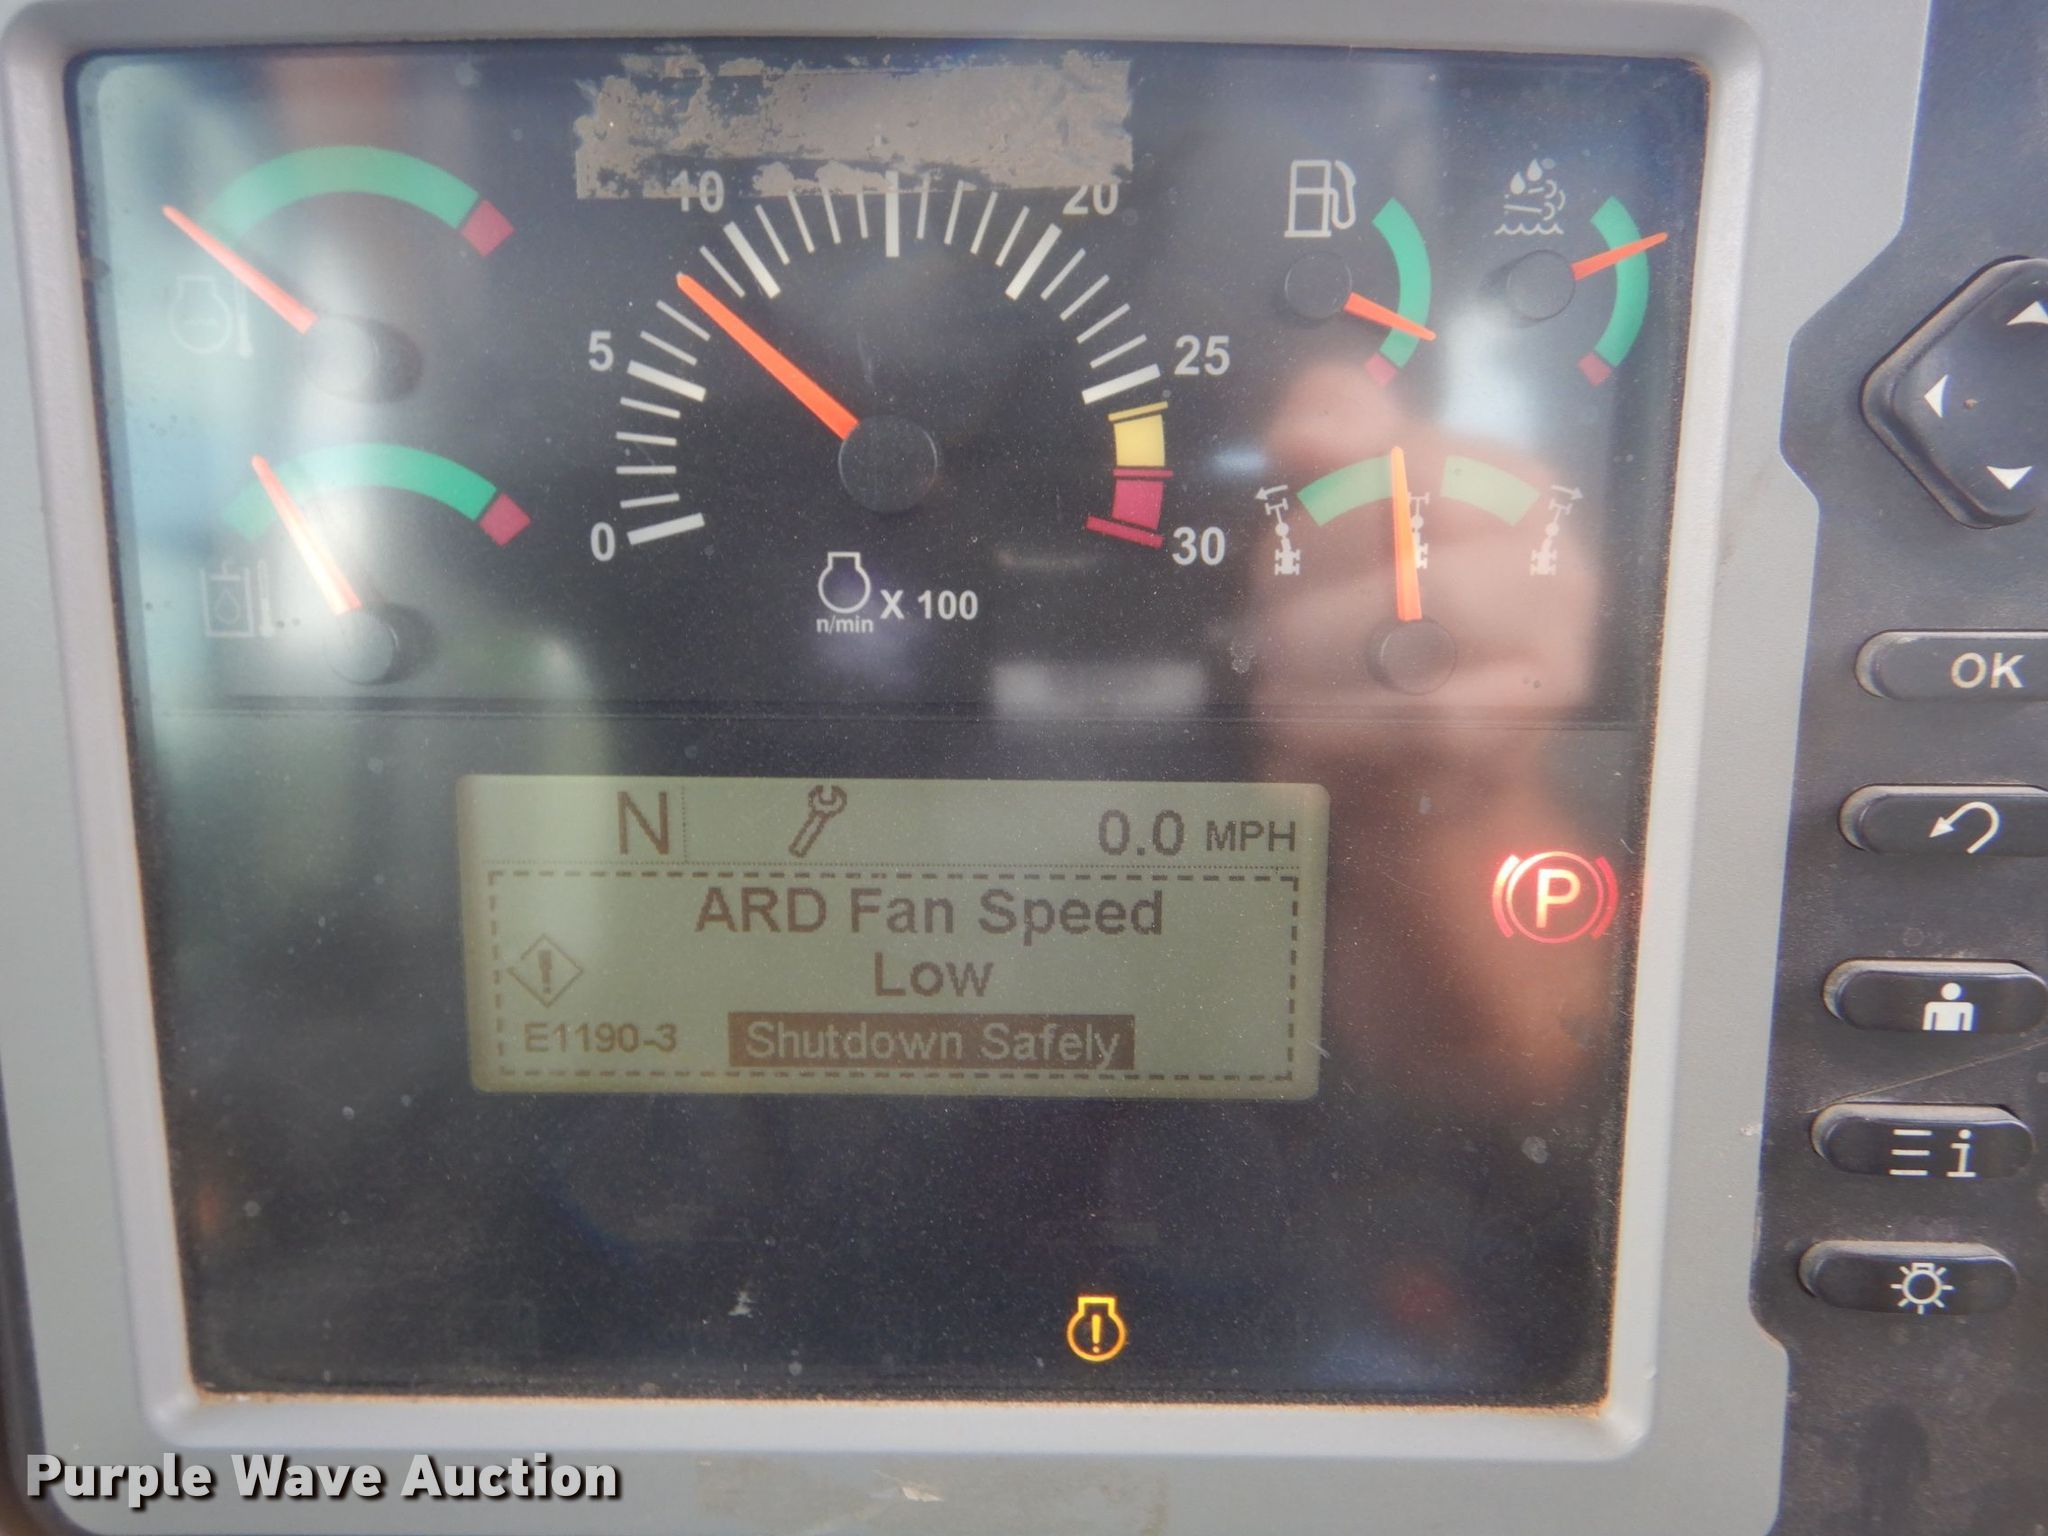 10
20
5
25
0
30
n/min X 100
N
0.0 MPH
ARD Fan Speed
Low
E1190-3 Shutdown Safely
P
OK
i
Purple Wave Auction